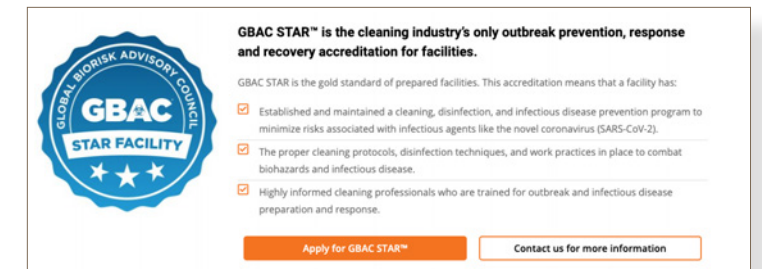 GLOBAL BIORISK ADVISORY COUNCIL
GBAC
STAR FACILITY
GBAC STAR™ is the cleaning industry's only outbreak prevention, response
and recovery accreditation for facilities.
GBAC STAR is the gold standard of prepared facilities. This accreditation means that a facility has:
Established and maintained a cleaning, disinfection, and infectious disease prevention program to
minimize risks associated with infectious agents like the novel coronavirus (SARS-CoV-2).
The proper cleaning protocols, disinfection techniques, and work practices in place to combat
biohazards and infectious disease.
Highly informed cleaning professionals who are trained for outbreak and infectious disease
preparation and response.
Apply for GBAC STAR™
Contact us for more information